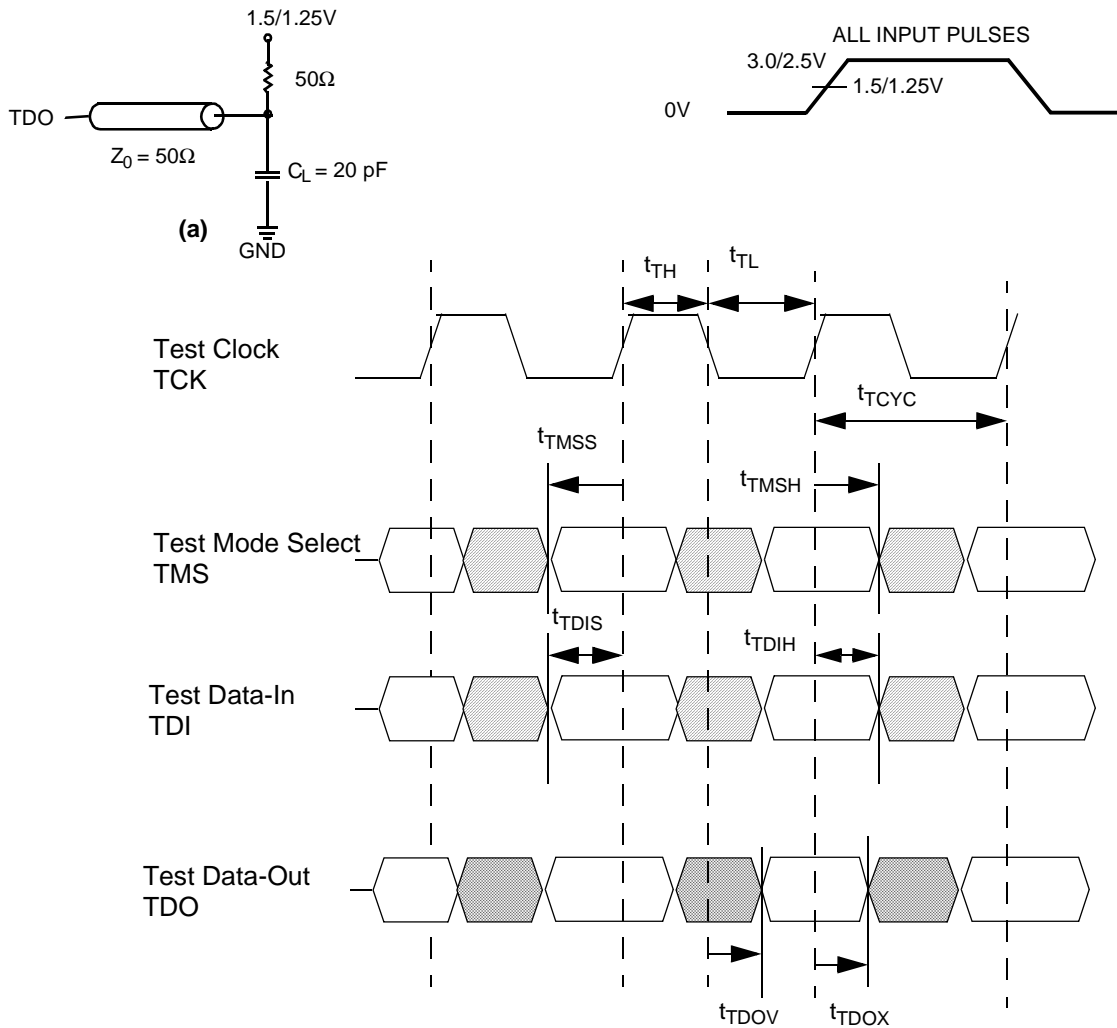 1.5/1.25V
50Ω
TDO
Z0 = 50Ω
CL = 20 pF
(a)
GND
ALL INPUT PULSES
3.0/2.5V
1.5/1.25V
0V
tTH
tTL
Test Clock
TCK
tTCYC
tTMSS
tTMSH
Test Mode Select
TMS
tTDIS
tTDIH
Test Data-In
TDI
Test Data-Out
TDO
tTDOV
tTDOX